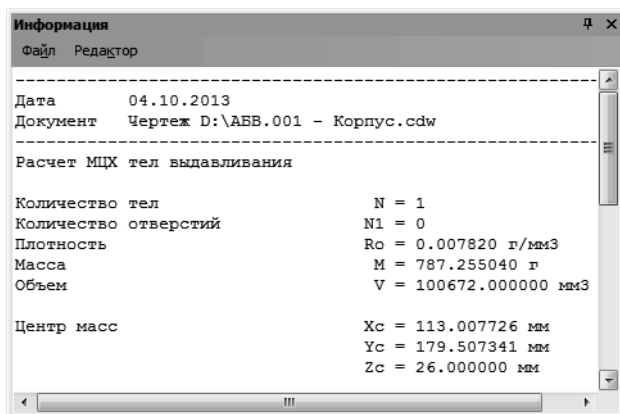 Информация
Файл Редактор
Дата 04.10.2013
Документ Чертеж D:\АБВ.001 - Корпус.cdw
Расчет МЦХ тел выдавливания
Количество тел N = 1
Количество отверстий N1 = 0
Плотность Ro = 0.007820 г/мм3
Масса M = 787.255040 г
Объем V = 100672.000000 мм3
Центр масс Xc = 113.007726 мм
Yc = 179.507341 мм
Zc = 26.000000 мм